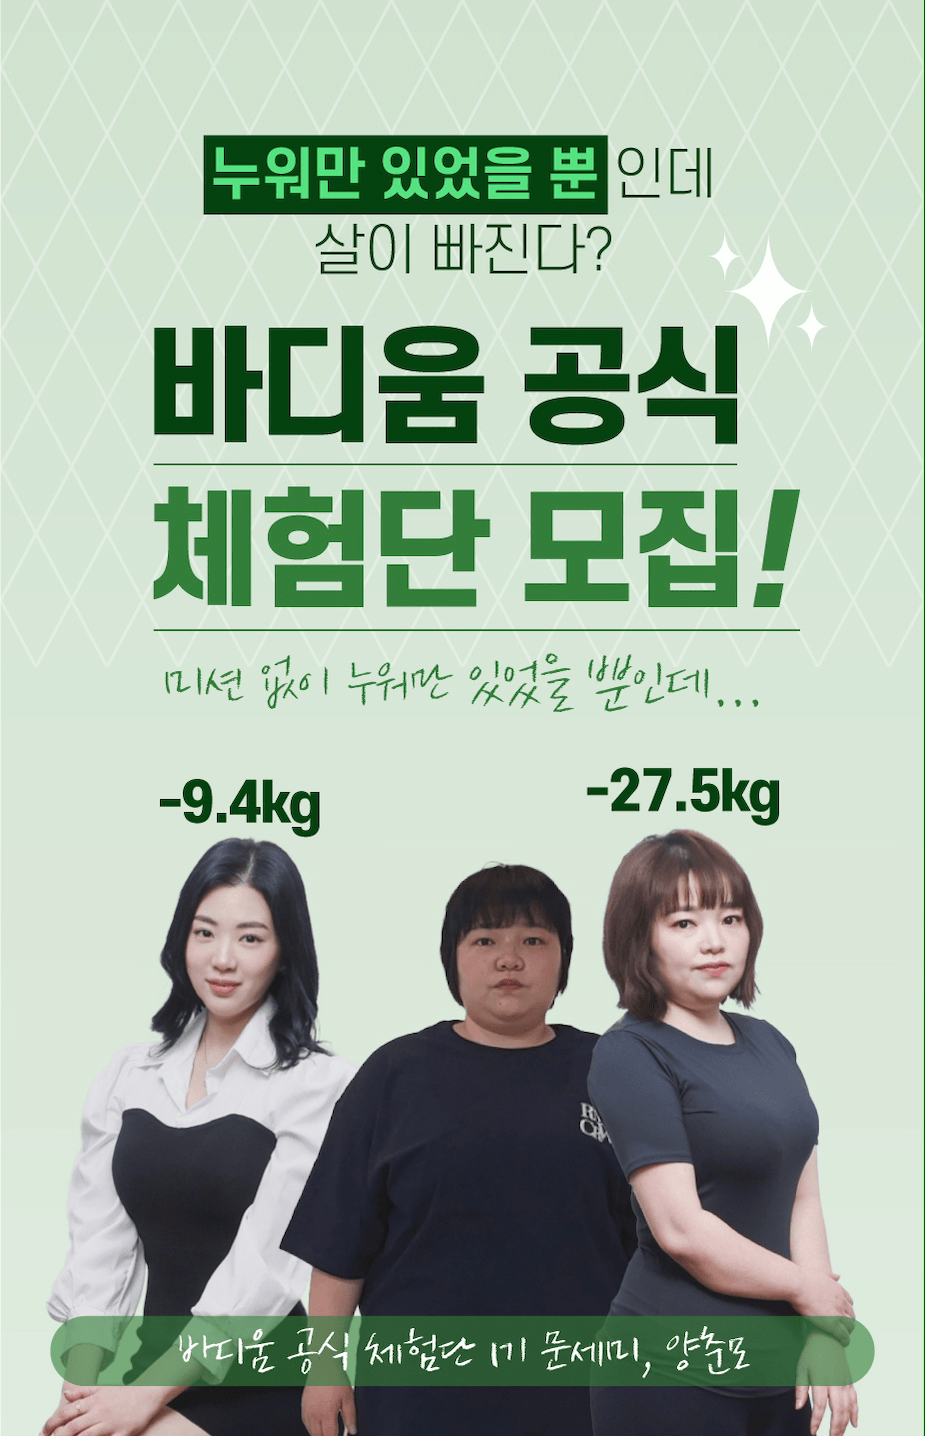 누워만 있었을 뿐인데
살이 빠진다?
바디움 공식
체험단 모집!
미션 없이 누워만 있었을 뿐인데...
-9.4kg
-27.5kg
바디움 공식 체험단 1기 문세미, 양춘모